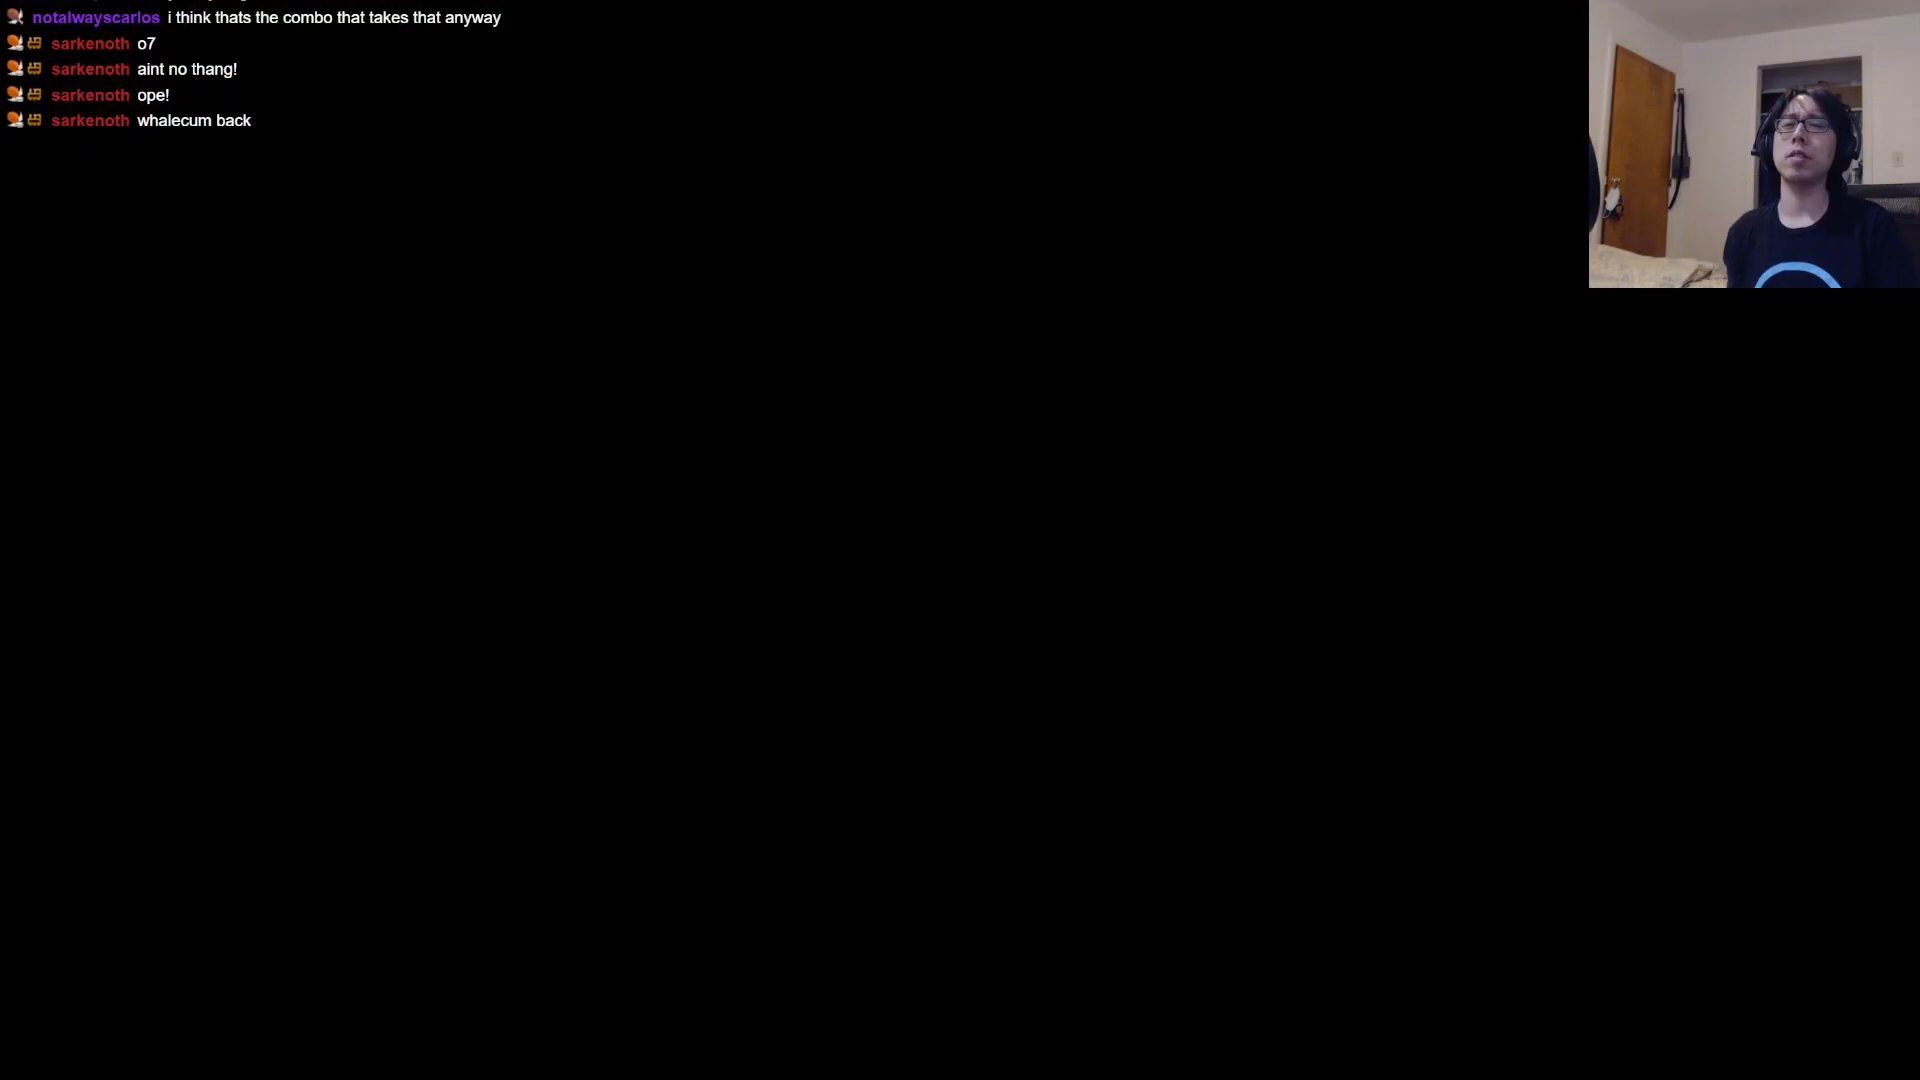 notalwayscarlos i think thats the combo that takes that anyway
sarkenoth o7
sarkenoth aint no thang!
sarkenoth ope!
sarkenoth whalecum back